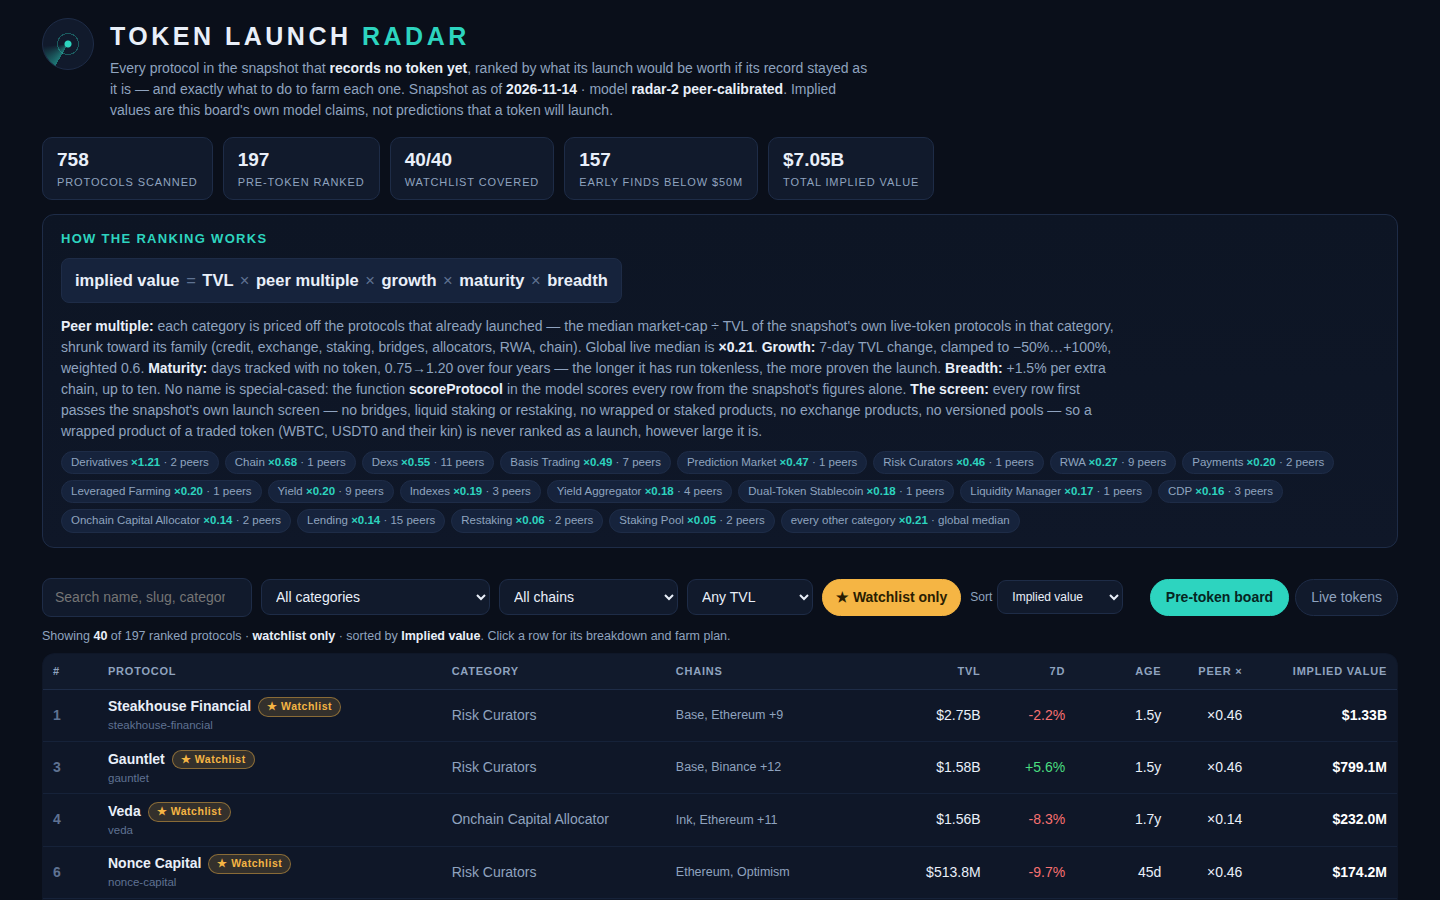 TOKEN LAUNCH RADAR
Every protocol in the snapshot that records no token yet, ranked by what its launch would be worth if its record stayed as
it is — and exactly what to do to farm each one. Snapshot as of 2026-11-14 · model radar-2 peer-calibrated. Implied
values are this board's own model claims, not predictions that a token will launch.
758
PROTOCOLS SCANNED
197
PRE-TOKEN RANKED
40/40
WATCHLIST COVERED
157
EARLY FINDS BELOW $50M
$7.05B
TOTAL IMPLIED VALUE
HOW THE RANKING WORKS
implied value = TVL × peer multiple × growth × maturity × breadth
Peer multiple: each category is priced off the protocols that already launched — the median market-cap ÷ TVL of the snapshot's own live-token protocols in that category,
shrunk toward its family (credit, exchange, staking, bridges, allocators, RWA, chain). Global live median is ×0.21. Growth: 7-day TVL change, clamped to −50%…+100%,
weighted 0.6. Maturity: days tracked with no token, 0.75→1.20 over four years — the longer it has run tokenless, the more proven the launch. Breadth: +1.5% per extra
chain, up to ten. No name is special-cased: the function scoreProtocol in the model scores every row from the snapshot's figures alone. The screen: every row first
passes the snapshot's own launch screen — no bridges, liquid staking or restaking, no wrapped or staked products, no exchange products, no versioned pools — so a
wrapped product of a traded token (WBTC, USDT0 and their kin) is never ranked as a launch, however large it is.
Derivatives ×1.21 · 2 peers Chain ×0.68 · 1 peers Dexs ×0.55 · 11 peers Basis Trading ×0.49 · 7 peers Prediction Market ×0.47 · 1 peers Risk Curators ×0.46 · 1 peers RWA ×0.27 · 9 peers Payments ×0.20 · 2 peers
Leveraged Farming ×0.20 · 1 peers Yield ×0.20 · 9 peers Indexes ×0.19 · 3 peers Yield Aggregator ×0.18 · 4 peers Dual-Token Stablecoin ×0.18 · 1 peers Liquidity Manager ×0.17 · 1 peers CDP ×0.16 · 3 peers
Onchain Capital Allocator ×0.14 · 2 peers Lending ×0.14 · 15 peers Restaking ×0.06 · 2 peers Staking Pool ×0.05 · 2 peers every other category ×0.21 · global median
Search name, slug, categor All categories All chains Any TVL ★ Watchlist only Sort Implied value Pre-token board Live tokens
Showing 40 of 197 ranked protocols · watchlist only · sorted by Implied value. Click a row for its breakdown and farm plan.
# PROTOCOL CATEGORY CHAINS TVL 7D AGE PEER × IMPLIED VALUE
1 Steakhouse Financial ★ Watchlist Risk Curators Base, Ethereum +9 $2.75B -2.2% 1.5y ×0.46 $1.33B
steakhouse-financial
3 Gauntlet ★ Watchlist Risk Curators Base, Binance +12 $1.58B +5.6% 1.5y ×0.46 $799.1M
gauntlet
4 Veda ★ Watchlist Onchain Capital Allocator Ink, Ethereum +11 $1.56B -8.3% 1.7y ×0.14 $232.0M
veda
6 Nonce Capital ★ Watchlist Risk Curators Ethereum, Optimism $513.8M -9.7% 45d ×0.46 $174.2M
nonce-capital